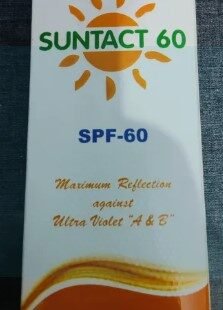 SUNTACT 60
SPF-60
Maximum Reflection
against
Ultra Violet "A & B"